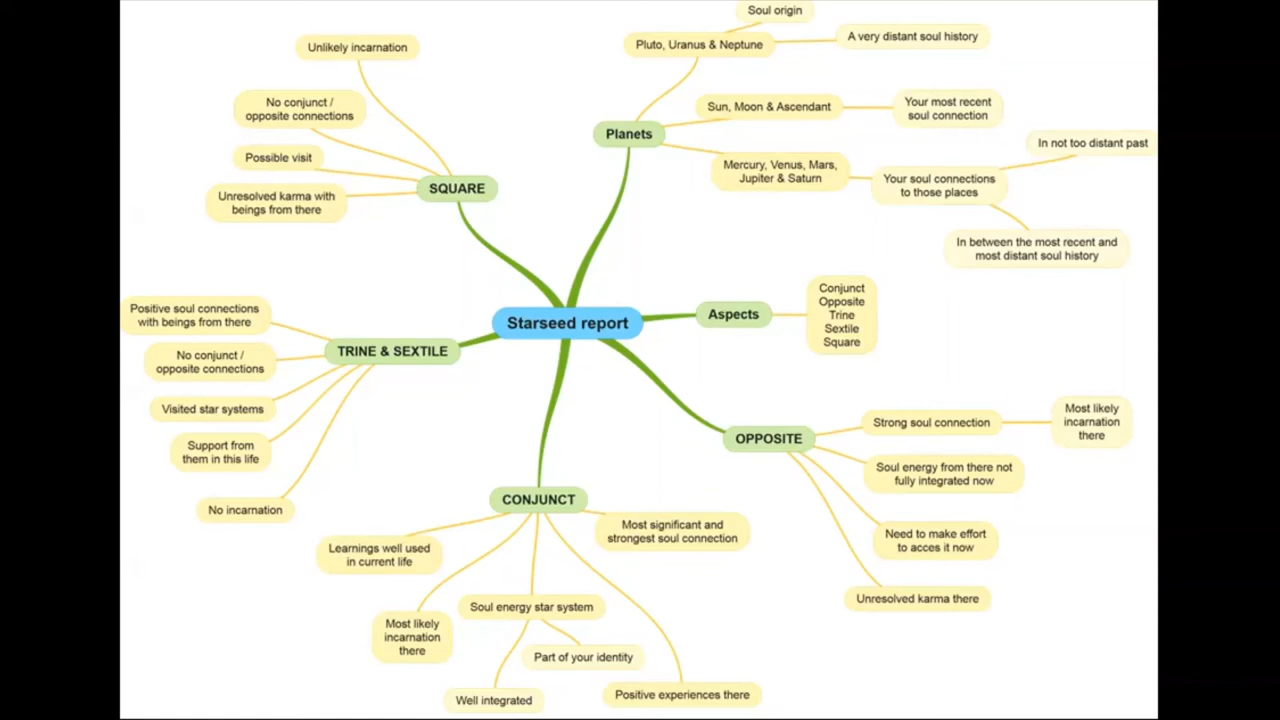 Starseed report
Planets
Pluto, Uranus & Neptune
Soul origin
A very distant soul history
Sun, Moon & Ascendant
Your most recent
soul connection
Mercury, Venus, Mars,
Jupiter & Saturn
Your soul connections
to those places
In not too distant past
In between the most recent and
most distant soul history
Aspects
Conjunct
Opposite
Trine
Sextile
Square
OPPOSITE
Strong soul connection
Most likely
incarnation
there
Soul energy from there not
fully integrated now
Need to make effort
to acces it now
Unresolved karma there
CONJUNCT
Most significant and
strongest soul connection
Learnings well used
in current life
Most likely
incarnation
there
Soul energy star system
Part of your identity
Well integrated
Positive experiences there
TRINE & SEXTILE
Positive soul connections
with beings from there
No conjunct /
opposite connections
Visited star systems
Support from
them in this life
No incarnation
SQUARE
Unlikely incarnation
No conjunct /
opposite connections
Possible visit
Unresolved karma with
beings from there